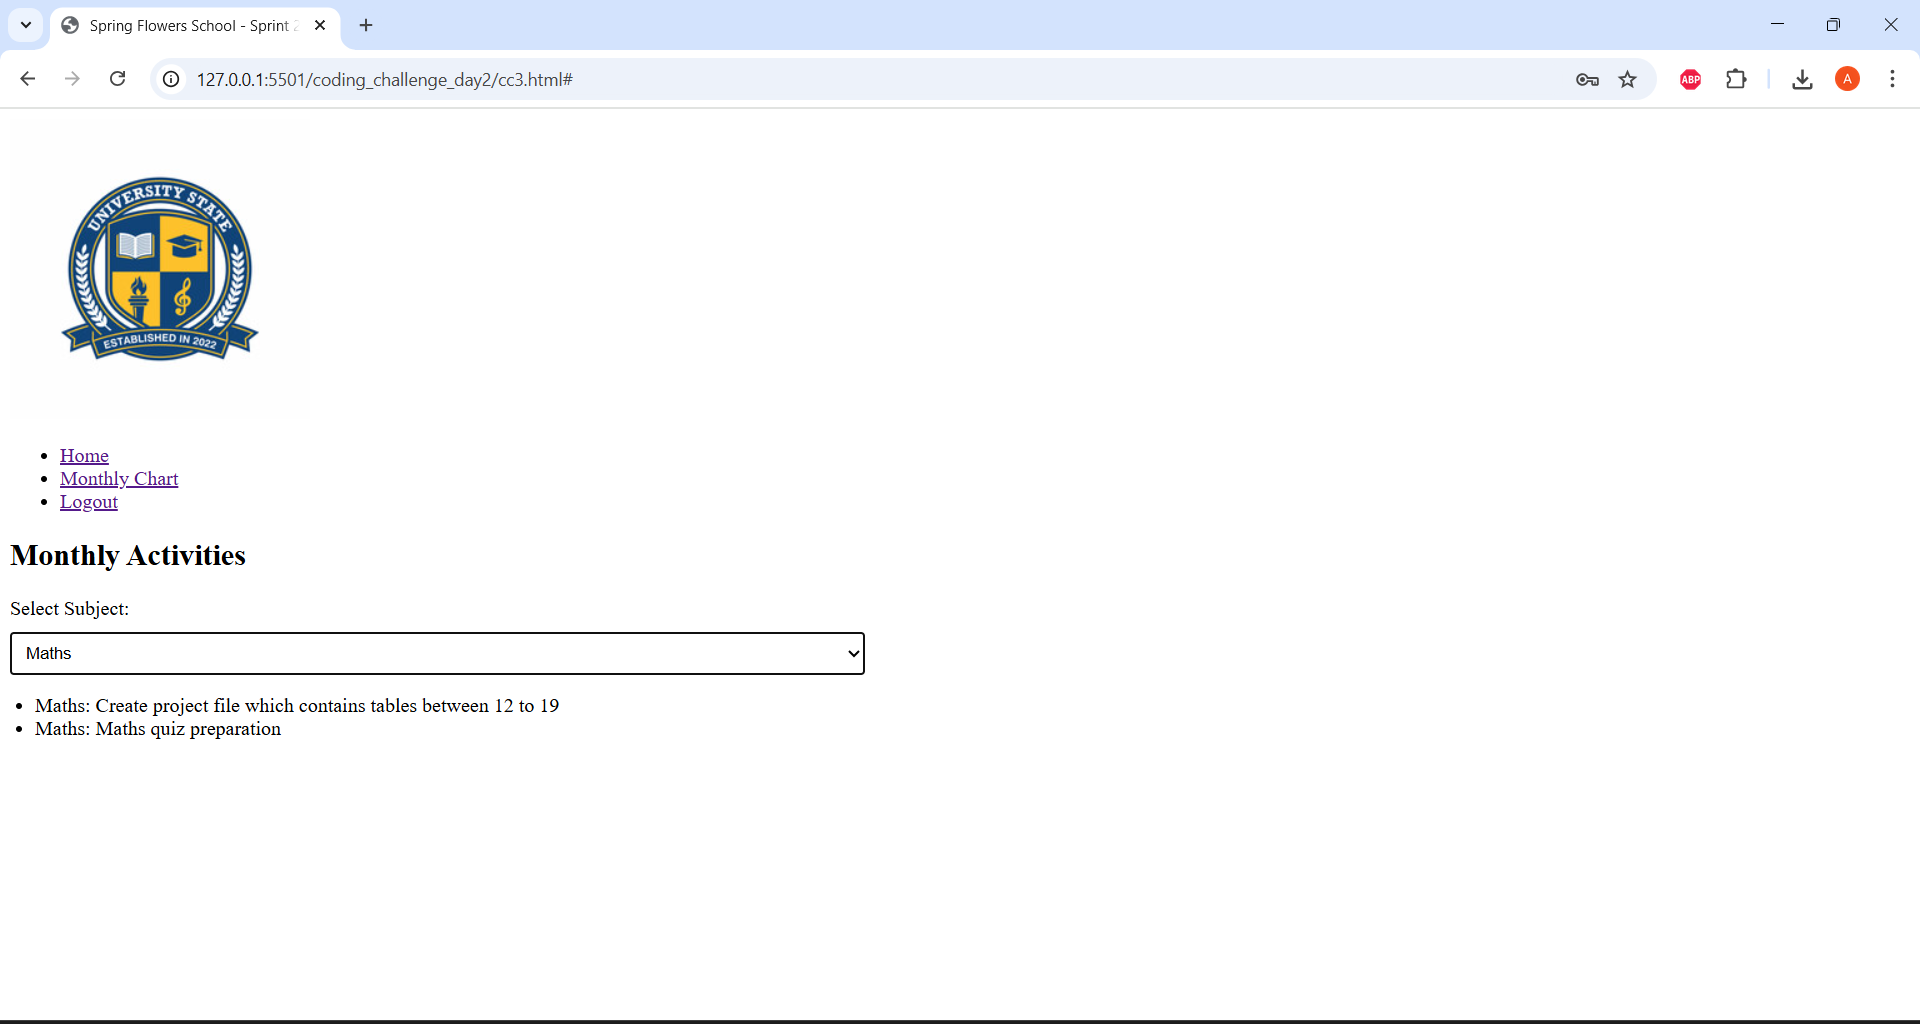 Spring Flowers School - Sprint 2
127.0.0.1:5501/coding_challenge_day2/cc3.html#
ABP
A
UNIVERSITY STATE
ESTABLISHED IN 2022
Home
Monthly Chart
Logout
Monthly Activities
Select Subject:
Maths
Maths: Create project file which contains tables between 12 to 19
Maths: Maths quiz preparation